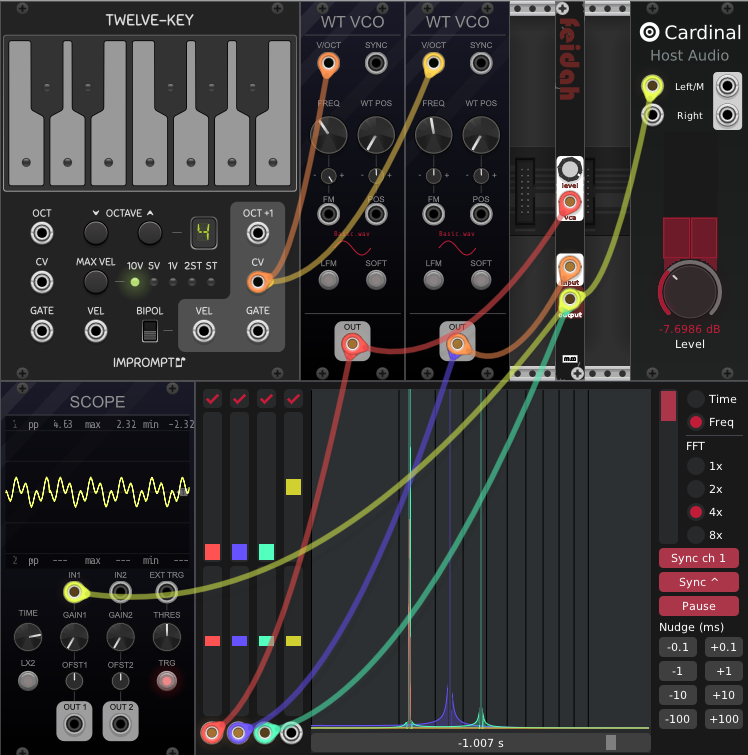 TWELVE-KEY
OCT
OCTAVE
4
OCT +1
CV
MAX VEL
10V 5V 1V 2ST ST
CV
GATE
VEL
BIPOL
VEL
GATE
IMPROMPTU
WT VCO
V/OCT
SYNC
FREQ
WT POS
- +
- +
FM
POS
Basic.wav
LFM
SOFT
OUT
WT VCO
V/OCT
SYNC
FREQ
WT POS
- +
- +
FM
POS
Basic.wav
LFM
SOFT
OUT
feidah
level
vca
input
output
Cardinal
Host Audio
Left/M
Right
-7.6986 dB
Level
SCOPE
1 pp 4.63 max 2.32 min -2.32
2 pp --- max --- min ---
IN1
IN2
EXT TRG
TIME
GAIN1
GAIN2
THRES
LX2
OFST1
OFST2
TRG
OUT 1
OUT 2
-1.007 s
Time
Freq
FFT
1x
2x
4x
8x
Sync ch 1
Sync ^
Pause
Nudge (ms)
-0.1
+0.1
-1
+1
-10
+10
-100
+100